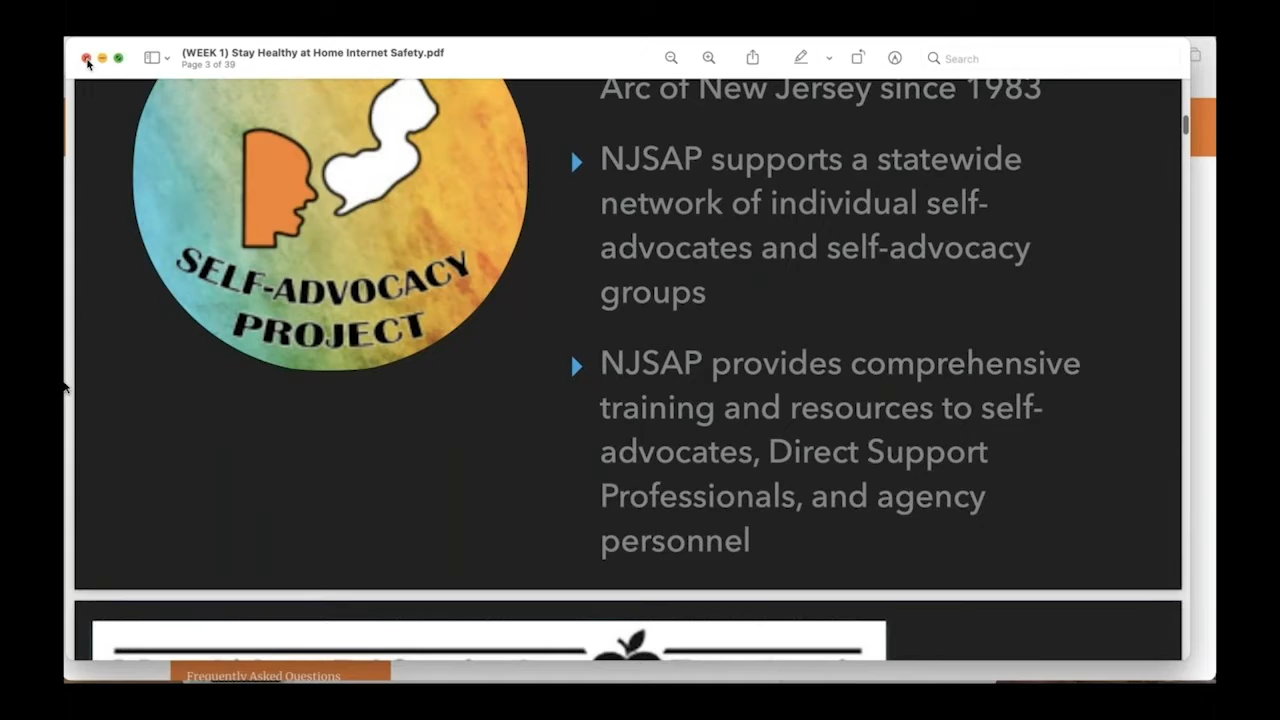 (WEEK 1) Stay Healthy at Home Internet Safety.pdf
Page 3 of 39
Search
SELF-ADVOCACY
PROJECT
Arc of New Jersey since 1983
NJSAP supports a statewide
network of individual self-
advocates and self-advocacy
groups
NJSAP provides comprehensive
training and resources to self-
advocates, Direct Support
Professionals, and agency
personnel
Frequently Asked Questions